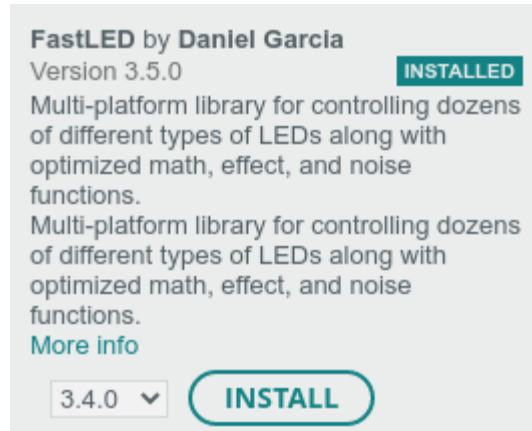 FastLED by Daniel Garcia
Version 3.5.0 INSTALLED
Multi-platform library for controlling dozens
of different types of LEDs along with
optimized math, effect, and noise
functions.
Multi-platform library for controlling dozens
of different types of LEDs along with
optimized math, effect, and noise
functions.
More info
3.4.0 INSTALL